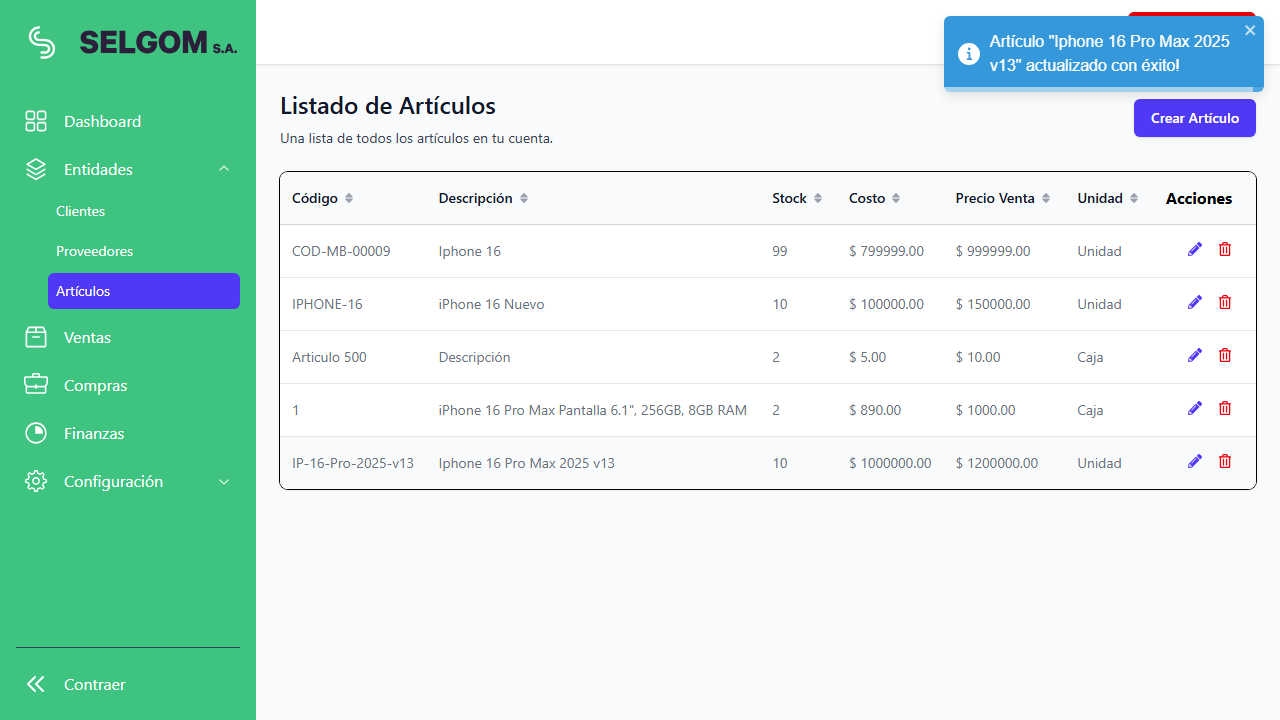 SELGOM S.A.
Dashboard
Entidades
Clientes
Proveedores
Artículos
Ventas
Compras
Finanzas
Configuración
Contraer
Artículo "Iphone 16 Pro Max 2025
v13" actualizado con éxito!
Listado de Artículos
Una lista de todos los artículos en tu cuenta.
Crear Artículo
Código Descripción Stock Costo Precio Venta Unidad Acciones
COD-MB-00009 Iphone 16 99 $ 799999.00 $ 999999.00 Unidad
IPHONE-16 iPhone 16 Nuevo 10 $ 100000.00 $ 150000.00 Unidad
Articulo 500 Descripción 2 $ 5.00 $ 10.00 Caja
1 iPhone 16 Pro Max Pantalla 6.1", 256GB, 8GB RAM 2 $ 890.00 $ 1000.00 Caja
IP-16-Pro-2025-v13 Iphone 16 Pro Max 2025 v13 10 $ 1000000.00 $ 1200000.00 Unidad